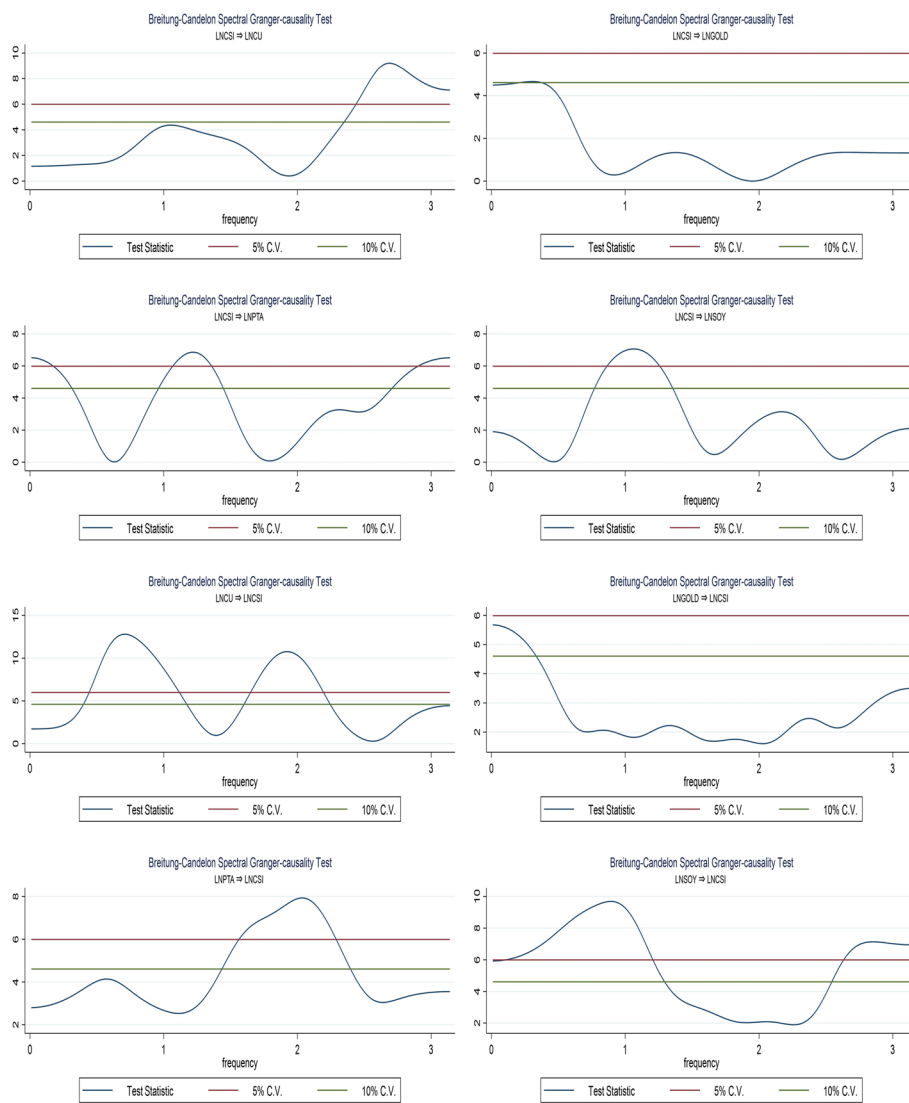 Breitung-Candelon Spectral Granger-causality Test
LNCSI ⇒ LNCU
0 2 4 6 8 10
0 1 2 3
frequency
Test Statistic 5% C.V. 10% C.V.
Breitung-Candelon Spectral Granger-causality Test
LNCSI ⇒ LNGOLD
0 2 4 6
0 1 2 3
frequency
Test Statistic 5% C.V. 10% C.V.
Breitung-Candelon Spectral Granger-causality Test
LNCSI ⇒ LNPTA
0 2 4 6 8
0 1 2 3
frequency
Test Statistic 5% C.V. 10% C.V.
Breitung-Candelon Spectral Granger-causality Test
LNCSI ⇒ LNSOY
0 2 4 6 8
0 1 2 3
frequency
Test Statistic 5% C.V. 10% C.V.
Breitung-Candelon Spectral Granger-causality Test
LNCU ⇒ LNCSI
0 5 10 15
0 1 2 3
frequency
Test Statistic 5% C.V. 10% C.V.
Breitung-Candelon Spectral Granger-causality Test
LNGOLD ⇒ LNCSI
2 3 4 5 6
0 1 2 3
frequency
Test Statistic 5% C.V. 10% C.V.
Breitung-Candelon Spectral Granger-causality Test
LNPTA ⇒ LNCSI
2 4 6 8
0 1 2 3
frequency
Test Statistic 5% C.V. 10% C.V.
Breitung-Candelon Spectral Granger-causality Test
LNSOY ⇒ LNCSI
2 4 6 8 10
0 1 2 3
frequency
Test Statistic 5% C.V. 10% C.V.